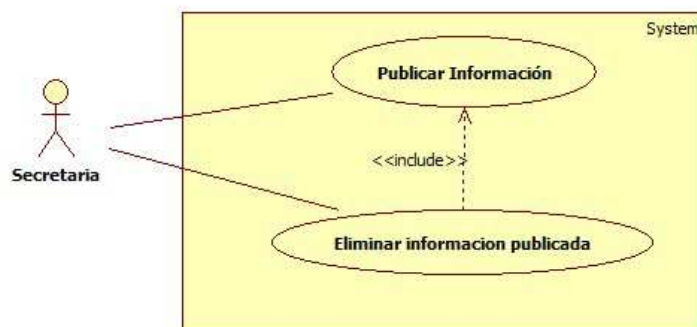 System
Publicar Información
<<include>>
Secretaria
Eliminar informacion publicada